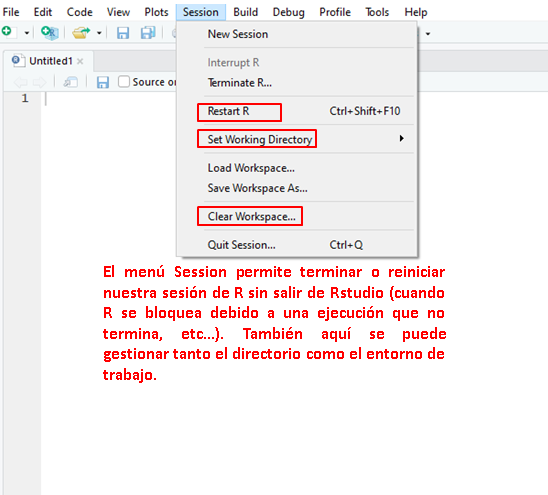 File Edit Code View Plots Session Build Debug Profile Tools Help
New Session
Untitled1
Interrupt R
Source on
Terminate R...
1
Restart R Ctrl+Shift+F10
Set Working Directory
Load Workspace...
Save Workspace As...
Clear Workspace...
Quit Session... Ctrl+Q
El menú Session permite terminar o reiniciar
nuestra sesión de R sin salir de Rstudio (cuando
R se bloquea debido a una ejecución que no
termina, etc...). También aquí se puede
gestionar tanto el directorio como el entorno de
trabajo.